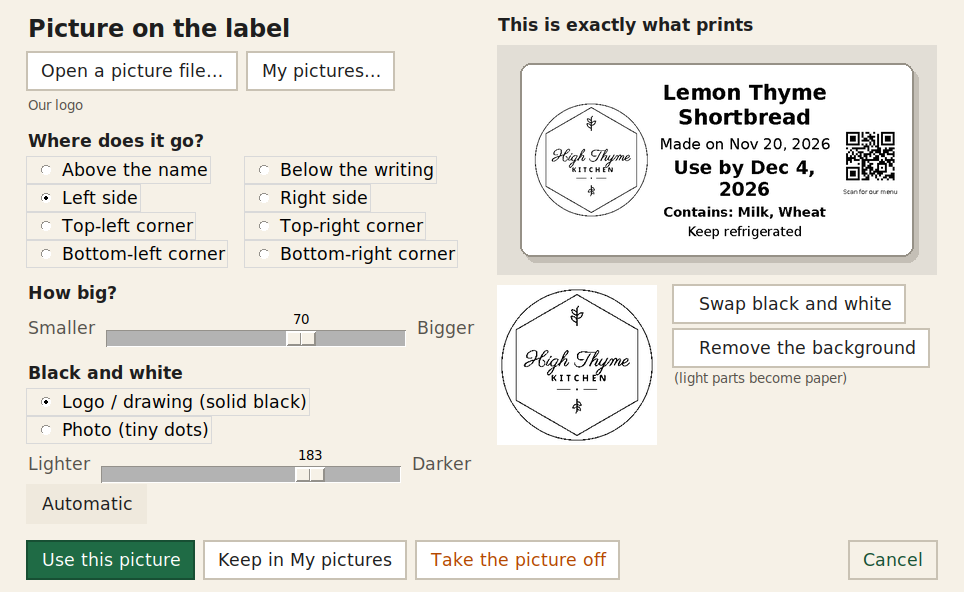 Picture on the label
Open a picture file...
My pictures...
Our logo
Where does it go?
Above the name
Below the writing
Left side
Right side
Top-left corner
Top-right corner
Bottom-left corner
Bottom-right corner
How big?
70
Smaller
Bigger
Black and white
Logo / drawing (solid black)
Photo (tiny dots)
183
Lighter
Darker
Automatic
Use this picture
Keep in My pictures
Take the picture off
This is exactly what prints
High Thyme
KITCHEN
Lemon Thyme
Shortbread
Made on Nov 20, 2026
Use by Dec 4,
2026
Contains: Milk, Wheat
Keep refrigerated
Scan for our menu
High Thyme
KITCHEN
Swap black and white
Remove the background
(light parts become paper)
Cancel